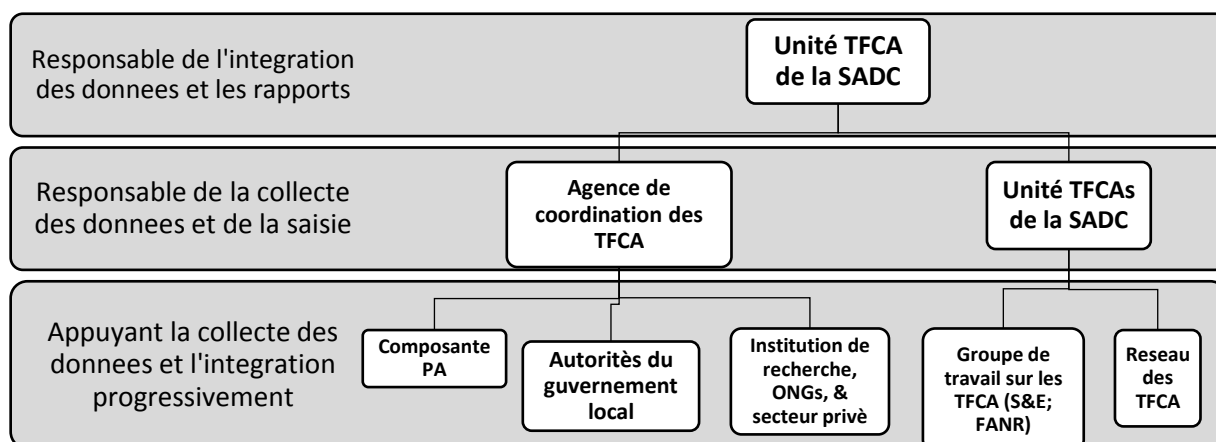 Responsable de l'integration
des donnees et les rapports
Unité TFCA
de la SADC
Responsable de la collecte
des donnees et de la saisie
Agence de
coordination des
TFCA
Unité TFCAs
de la SADC
Appuyant la collecte des
donnees et l'integration
progressivement
Composante
PA
Autoritès du
guvernement
local
Institution de
recherche,
ONGs, &
secteur privè
Groupe de
travail sur les
TFCA (S&E;
FANR)
Reseau
des
TFCA